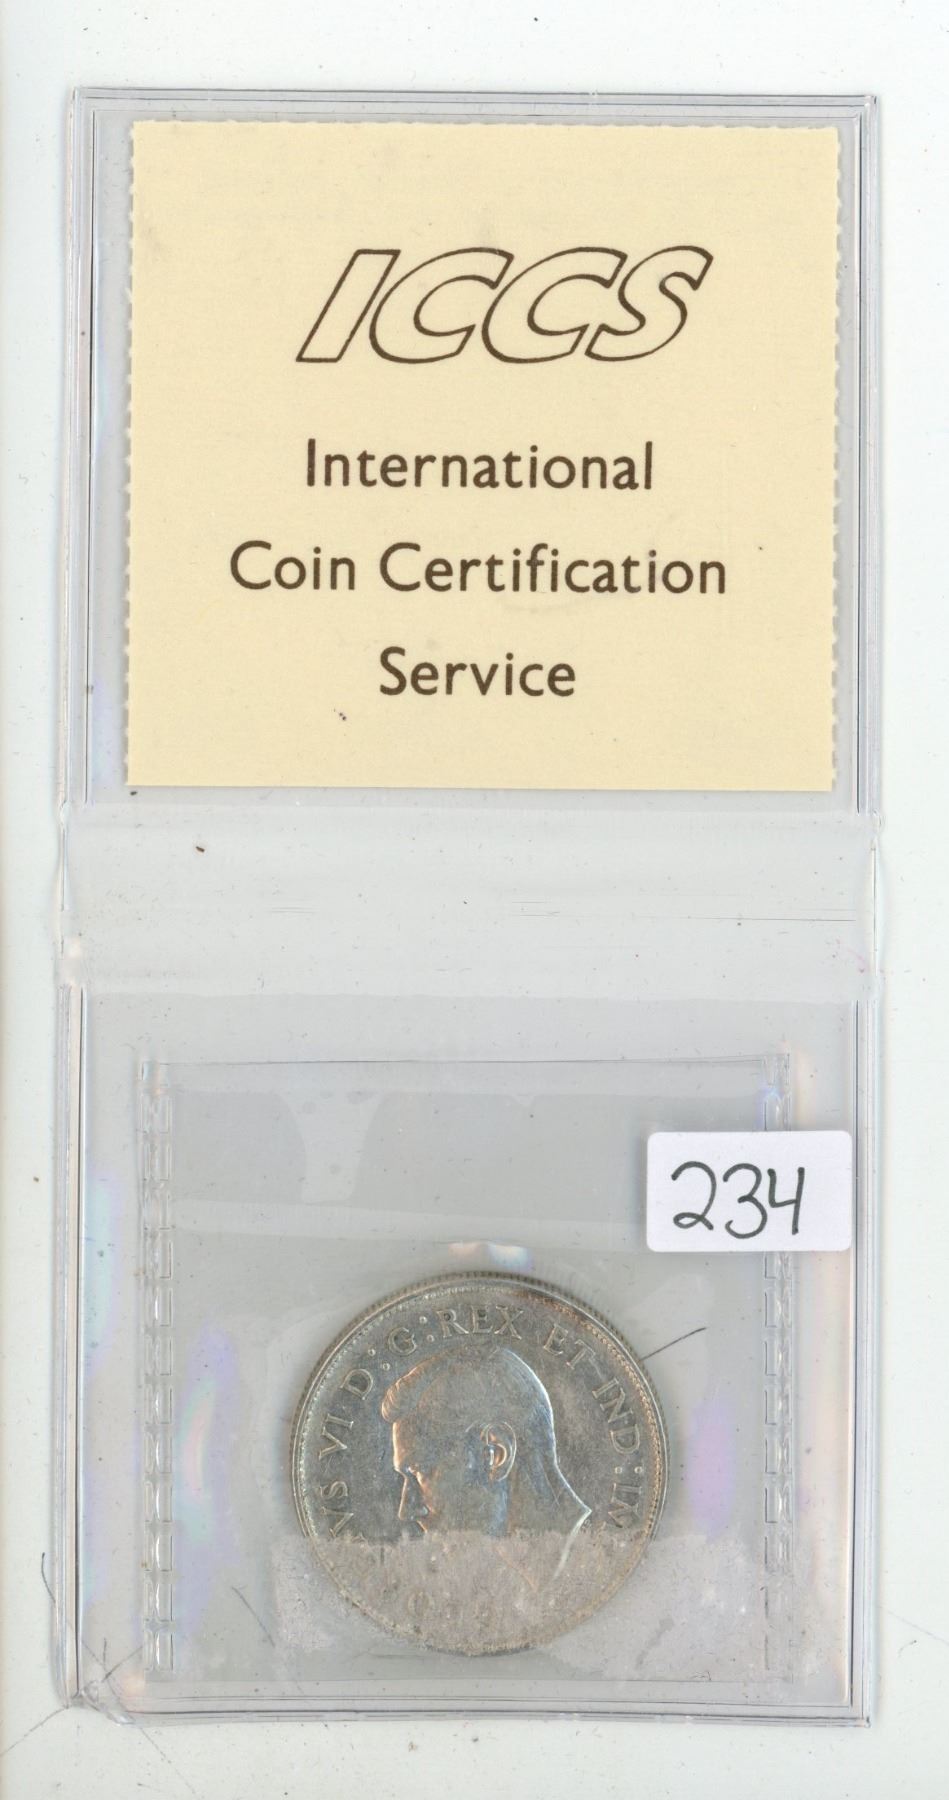 ICCS
International
Coin Certification
Service
234
VS VI D:G:REX ET IND:IM